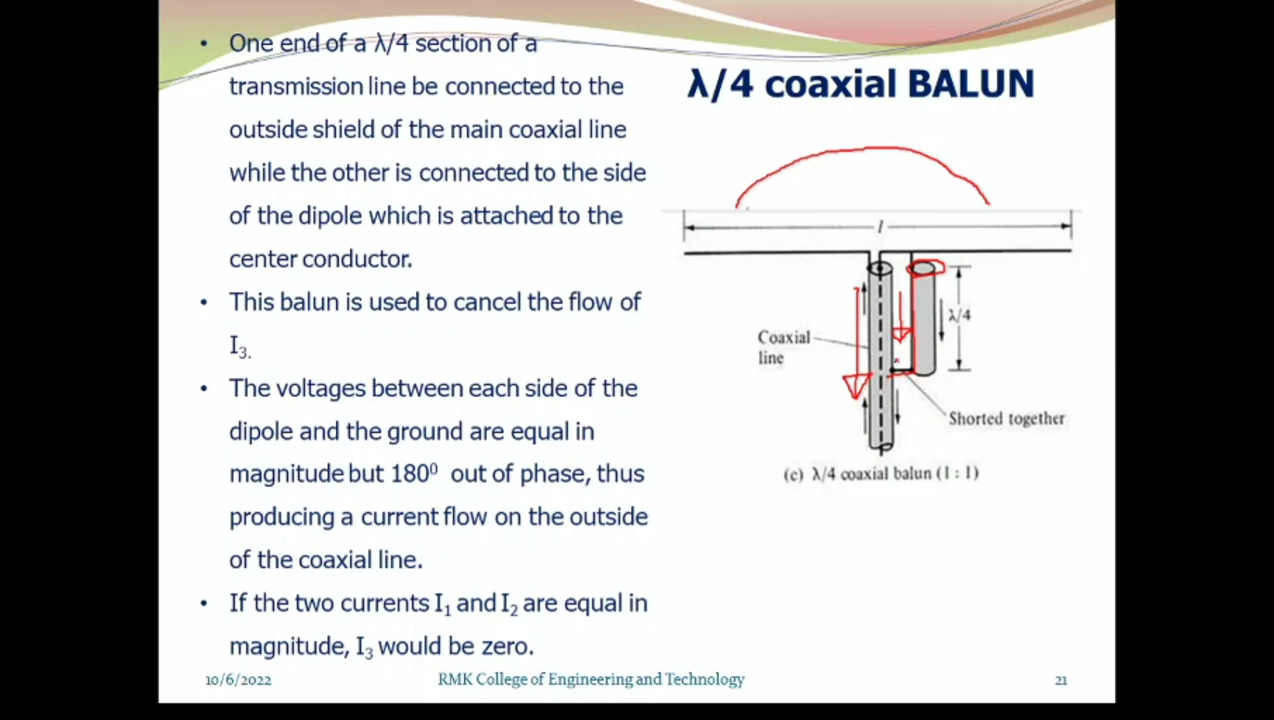 λ/4 coaxial BALUN
• One end of a λ/4 section of a
transmission line be connected to the
outside shield of the main coaxial line
while the other is connected to the side
of the dipole which is attached to the
center conductor.
• This balun is used to cancel the flow of
I3.
• The voltages between each side of the
dipole and the ground are equal in
magnitude but 180⁰ out of phase, thus
producing a current flow on the outside
of the coaxial line.
• If the two currents I1 and I2 are equal in
magnitude, I3 would be zero.
l
λ/4
Coaxial
line
Shorted together
(c) λ/4 coaxial balun (1 : 1)
10/6/2022
RMK College of Engineering and Technology
21